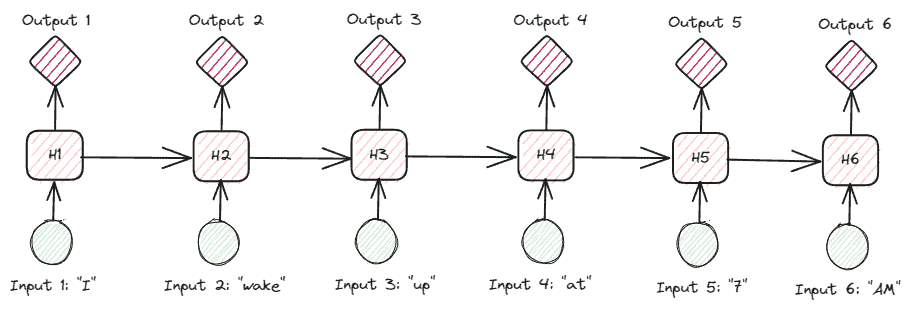 Output 1
Output 2
Output 3
Output 4
Output 5
Output 6
H1
H2
H3
H4
H5
H6
Input 1: "I"
Input 2: "wake"
Input 3: "up"
Input 4: "at"
Input 5: "7"
Input 6: "AM"